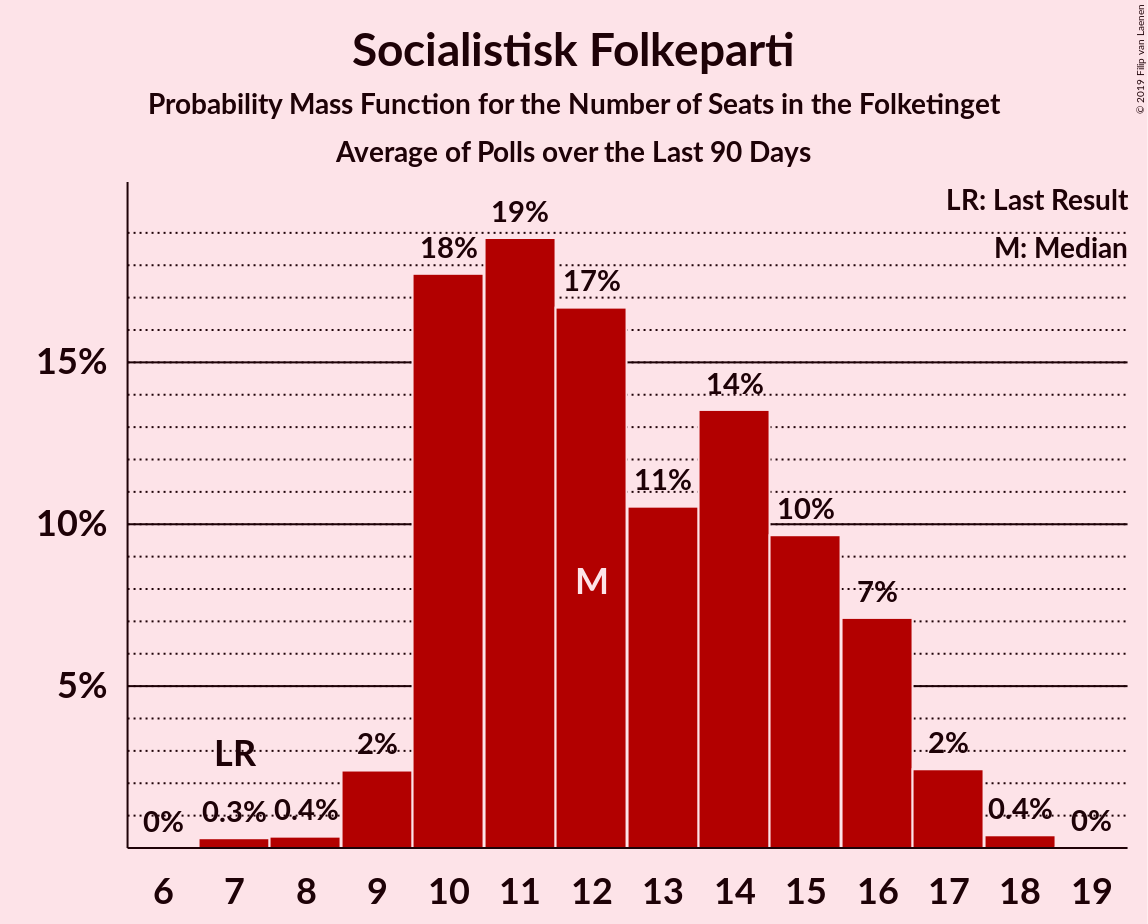 Socialistisk Folkeparti
Probability Mass Function for the Number of Seats in the Folketinget
Average of Polls over the Last 90 Days
© 2019 Filip van Laenen
LR: Last Result
M: Median
19%
18%
17%
15%
14%
11%
10%
10%
M
7%
5%
LR
2%
2%
0%
0.3%
0.4%
0.4%
0%
6 7 8 9 10 11 12 13 14 15 16 17 18 19